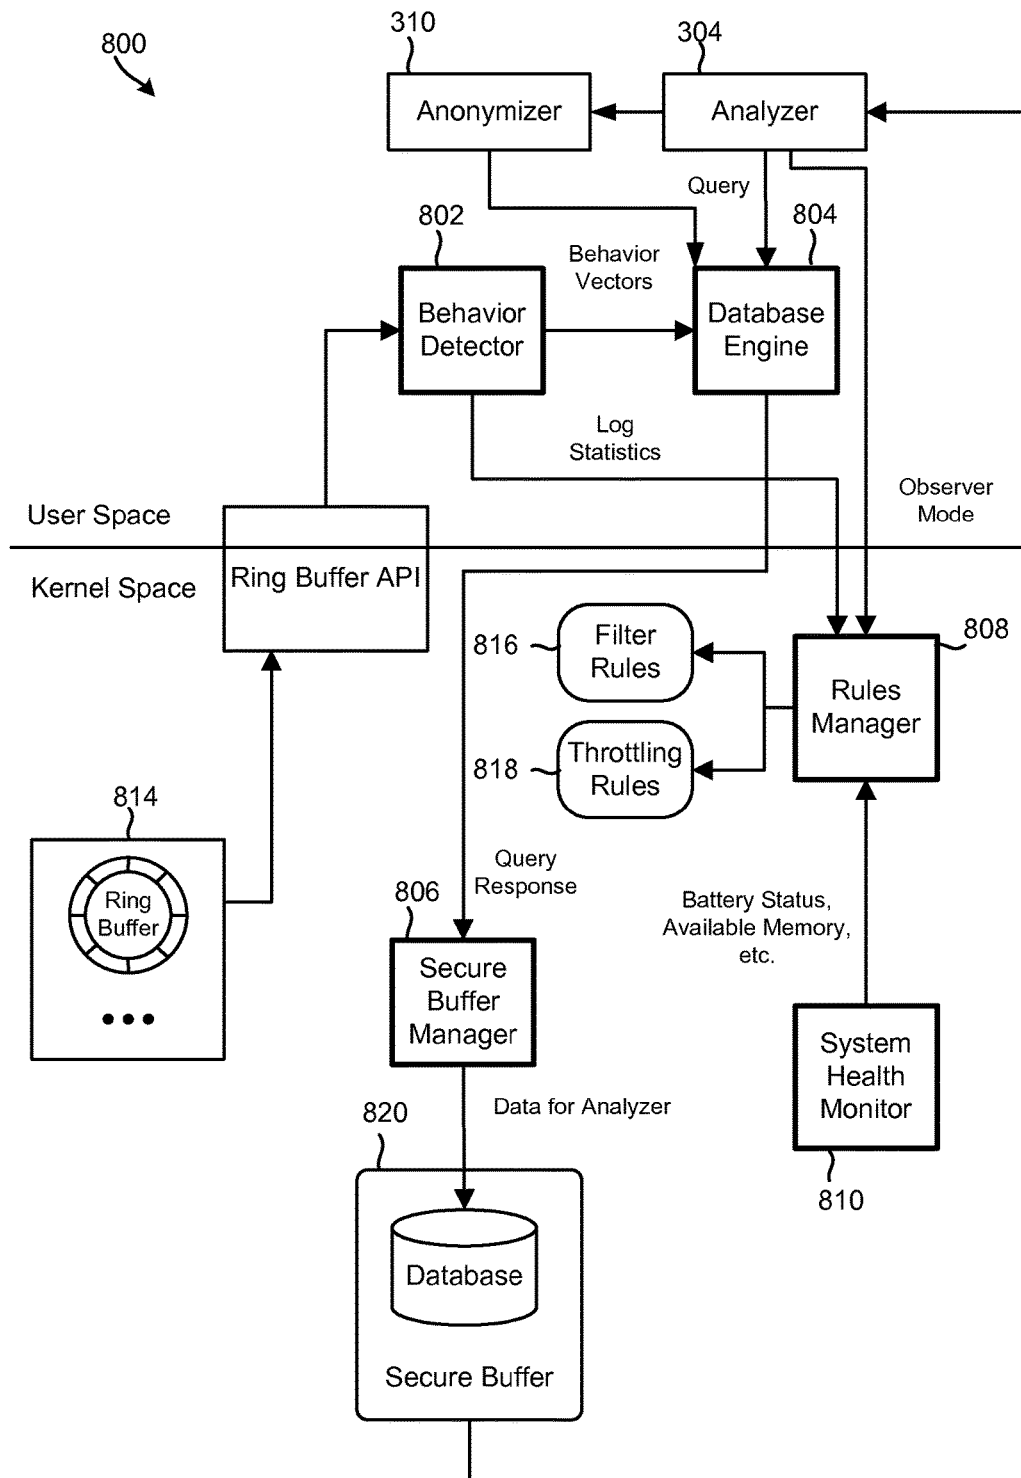 800
310
304
Anonymizer
Analyzer
Query
802
804
Behavior
Vectors
Behavior
Detector
Database
Engine
Log
Statistics
Observer
Mode
User Space
Kernel Space
Ring Buffer API
816
Filter
Rules
808
Rules
Manager
818
Throttling
Rules
814
Ring
Buffer
Query
Response
806
Battery Status,
Available Memory,
etc.
Secure
Buffer
Manager
System
Health
Monitor
Data for Analyzer
820
810
Database
Secure Buffer